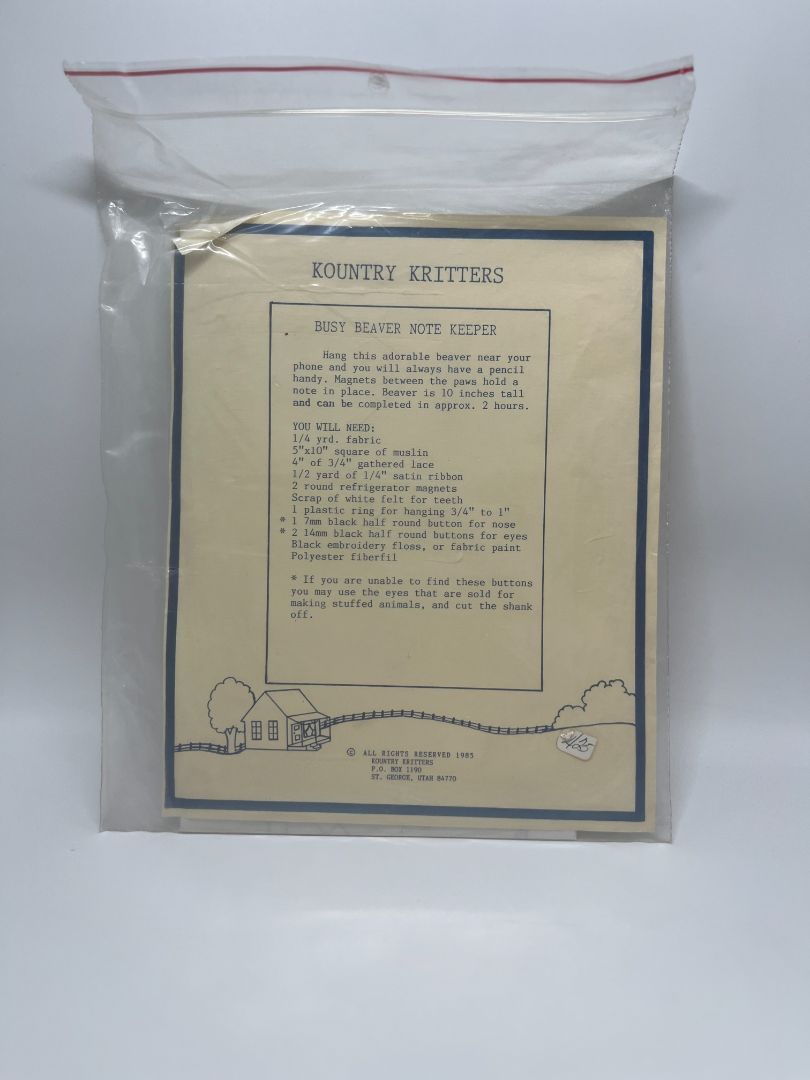 KOUNTRY KRITTERS
BUSY BEAVER NOTE KEEPER
Hang this adorable beaver near your
phone and you will always have a pencil
handy. Magnets between the paws hold a
note in place. Beaver is 10 inches tall
and can be completed in approx. 2 hours.
YOU WILL NEED:
1/4 yrd. fabric
5"x10" square of muslin
4" of 3/4" gathered lace
1/2 yard of 1/4" satin ribbon
2 round refrigerator magnets
Scrap of white felt for teeth
1 plastic ring for hanging 3/4" to 1"
* 1 7mm black half round button for nose
* 2 14mm black half round buttons for eyes
Black embroidery floss, or fabric paint
Polyester fiberfil
* If you are unable to find these buttons
you may use the eyes that are sold for
making stuffed animals, and cut the shank
off.
© ALL RIGHTS RESERVED 1985
KOUNTRY KRITTERS
P.O. BOX 1190
ST. GEORGE, UTAH 84770